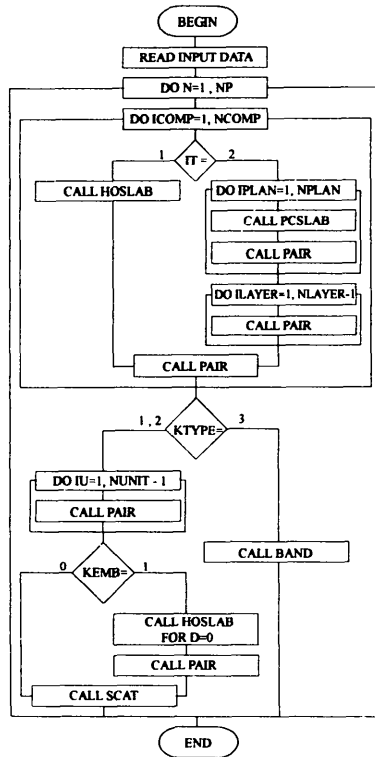 BEGIN
READ INPUT DATA
DO N=1 , NP
DO ICOMP=1, NCOMP
1
IT =
2
CALL HOSLAB
DO IPLAN=1, NPLAN
CALL PCSLAB
CALL PAIR
DO ILAYER=1, NLAYER-1
CALL PAIR
CALL PAIR
1 , 2
KTYPE=
3
DO IU=1, NUNIT - 1
CALL PAIR
CALL BAND
0
KEMB=
1
CALL HOSLAB
FOR D=0
CALL PAIR
CALL SCAT
END